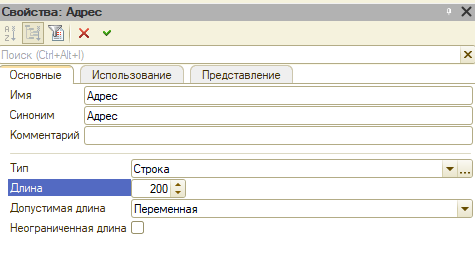 Свойства: Адрес
Поиск (Ctrl+Alt+I)
Основные Использование Представление
Имя Адрес
Синоним Адрес
Комментарий
Тип Строка
Длина 200
Допустимая длина Переменная
Неограниченная длина